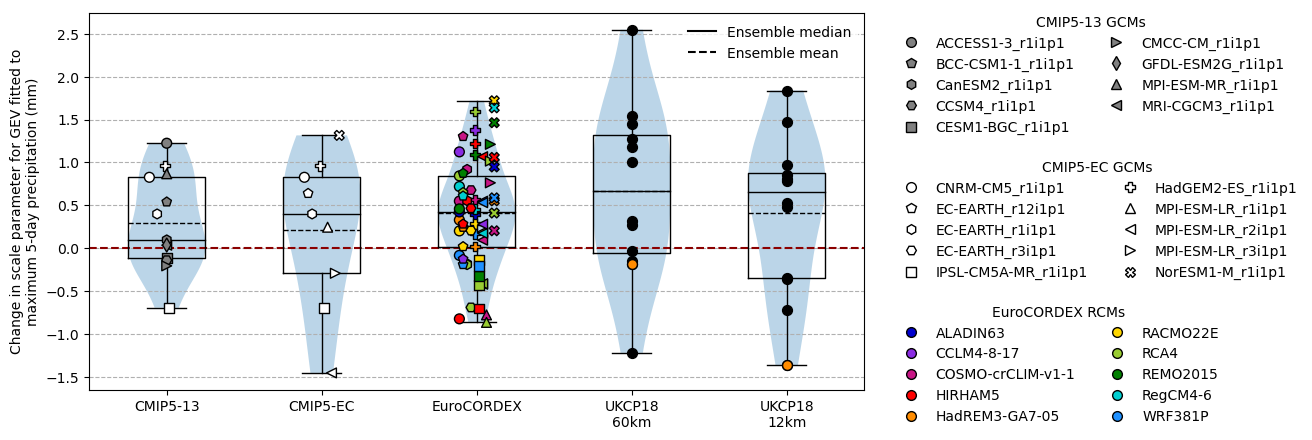 Change in scale parameter for GEV fitted to
maximum 5-day precipitation (mm)
2.5
2.0
1.5
1.0
0.5
0.0
−0.5
−1.0
−1.5
Ensemble median
Ensemble mean
CMIP5-13
CMIP5-EC
EuroCORDEX
UKCP18
60km
UKCP18
12km
CMIP5-13 GCMs
ACCESS1-3_r1i1p1
BCC-CSM1-1_r1i1p1
CanESM2_r1i1p1
CCSM4_r1i1p1
CESM1-BGC_r1i1p1
CMCC-CM_r1i1p1
GFDL-ESM2G_r1i1p1
MPI-ESM-MR_r1i1p1
MRI-CGCM3_r1i1p1
CMIP5-EC GCMs
CNRM-CM5_r1i1p1
EC-EARTH_r12i1p1
EC-EARTH_r1i1p1
EC-EARTH_r3i1p1
IPSL-CM5A-MR_r1i1p1
HadGEM2-ES_r1i1p1
MPI-ESM-LR_r1i1p1
MPI-ESM-LR_r2i1p1
MPI-ESM-LR_r3i1p1
NorESM1-M_r1i1p1
EuroCORDEX RCMs
ALADIN63
CCLM4-8-17
COSMO-crCLIM-v1-1
HIRHAM5
HadREM3-GA7-05
RACMO22E
RCA4
REMO2015
RegCM4-6
WRF381P